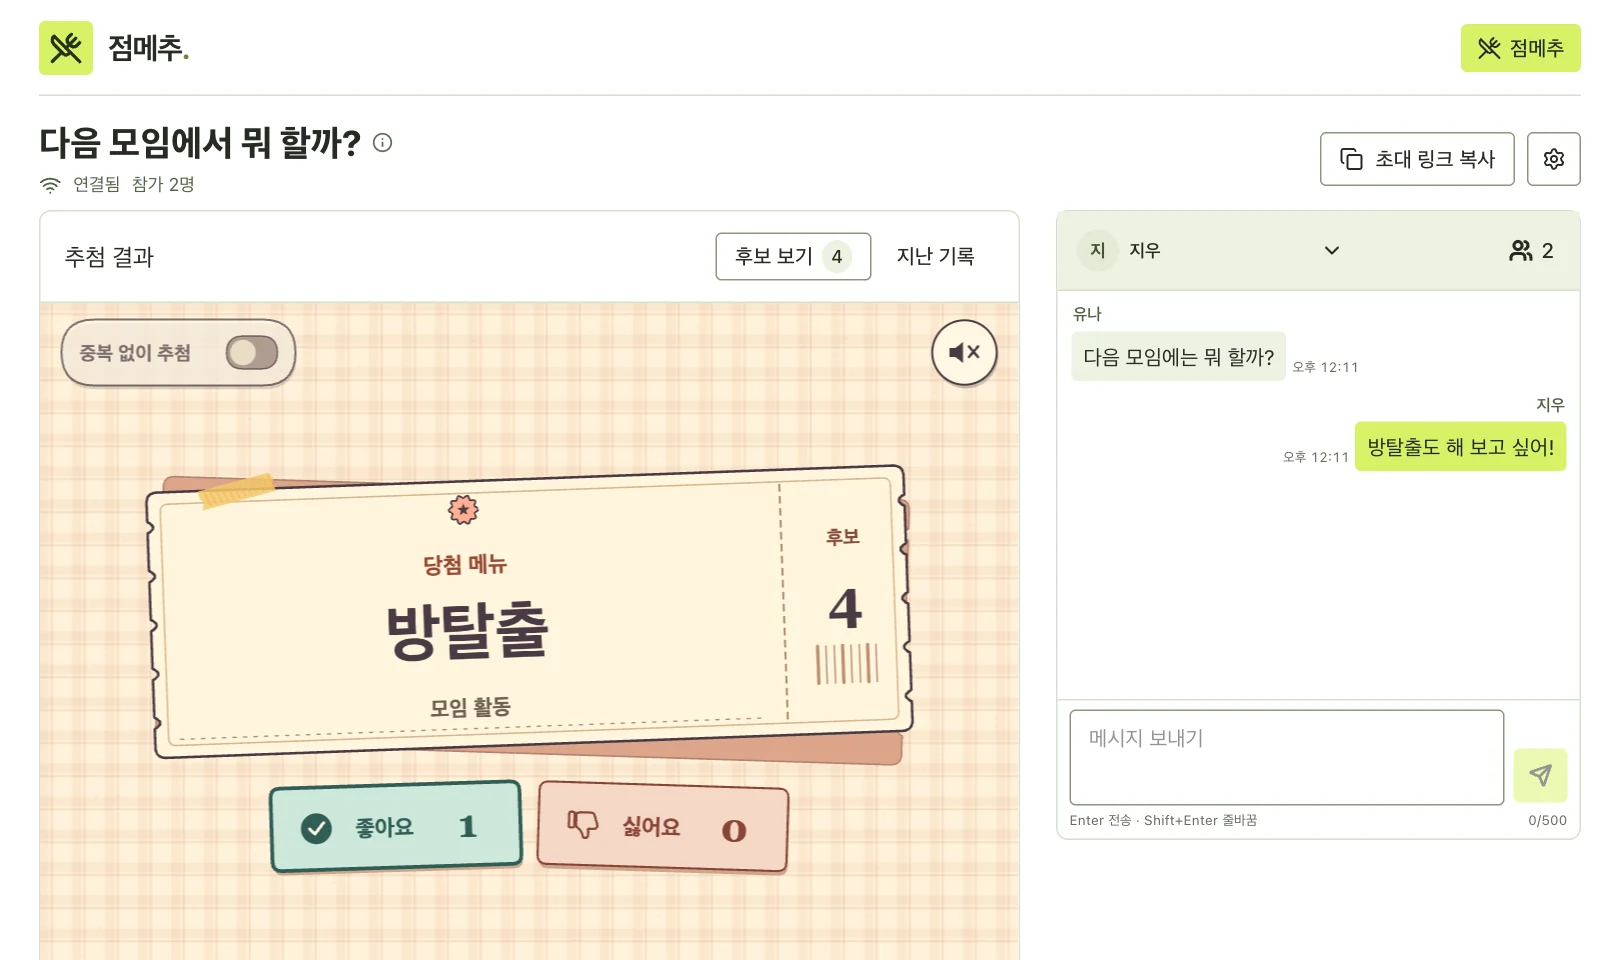 점메추.
점메추
다음 모임에서 뭐 할까?
연결됨 참가 2명
초대 링크 복사
추첨 결과
후보 보기 4
지난 기록
중복 없이 추첨
당첨 메뉴
방탈출
모임 활동
후보
4
좋아요 1
싫어요 0
지 지우
2
유나
다음 모임에는 뭐 할까?
오후 12:11
지우
오후 12:11
방탈출도 해 보고 싶어!
메시지 보내기
Enter 전송 · Shift+Enter 줄바꿈
0/500